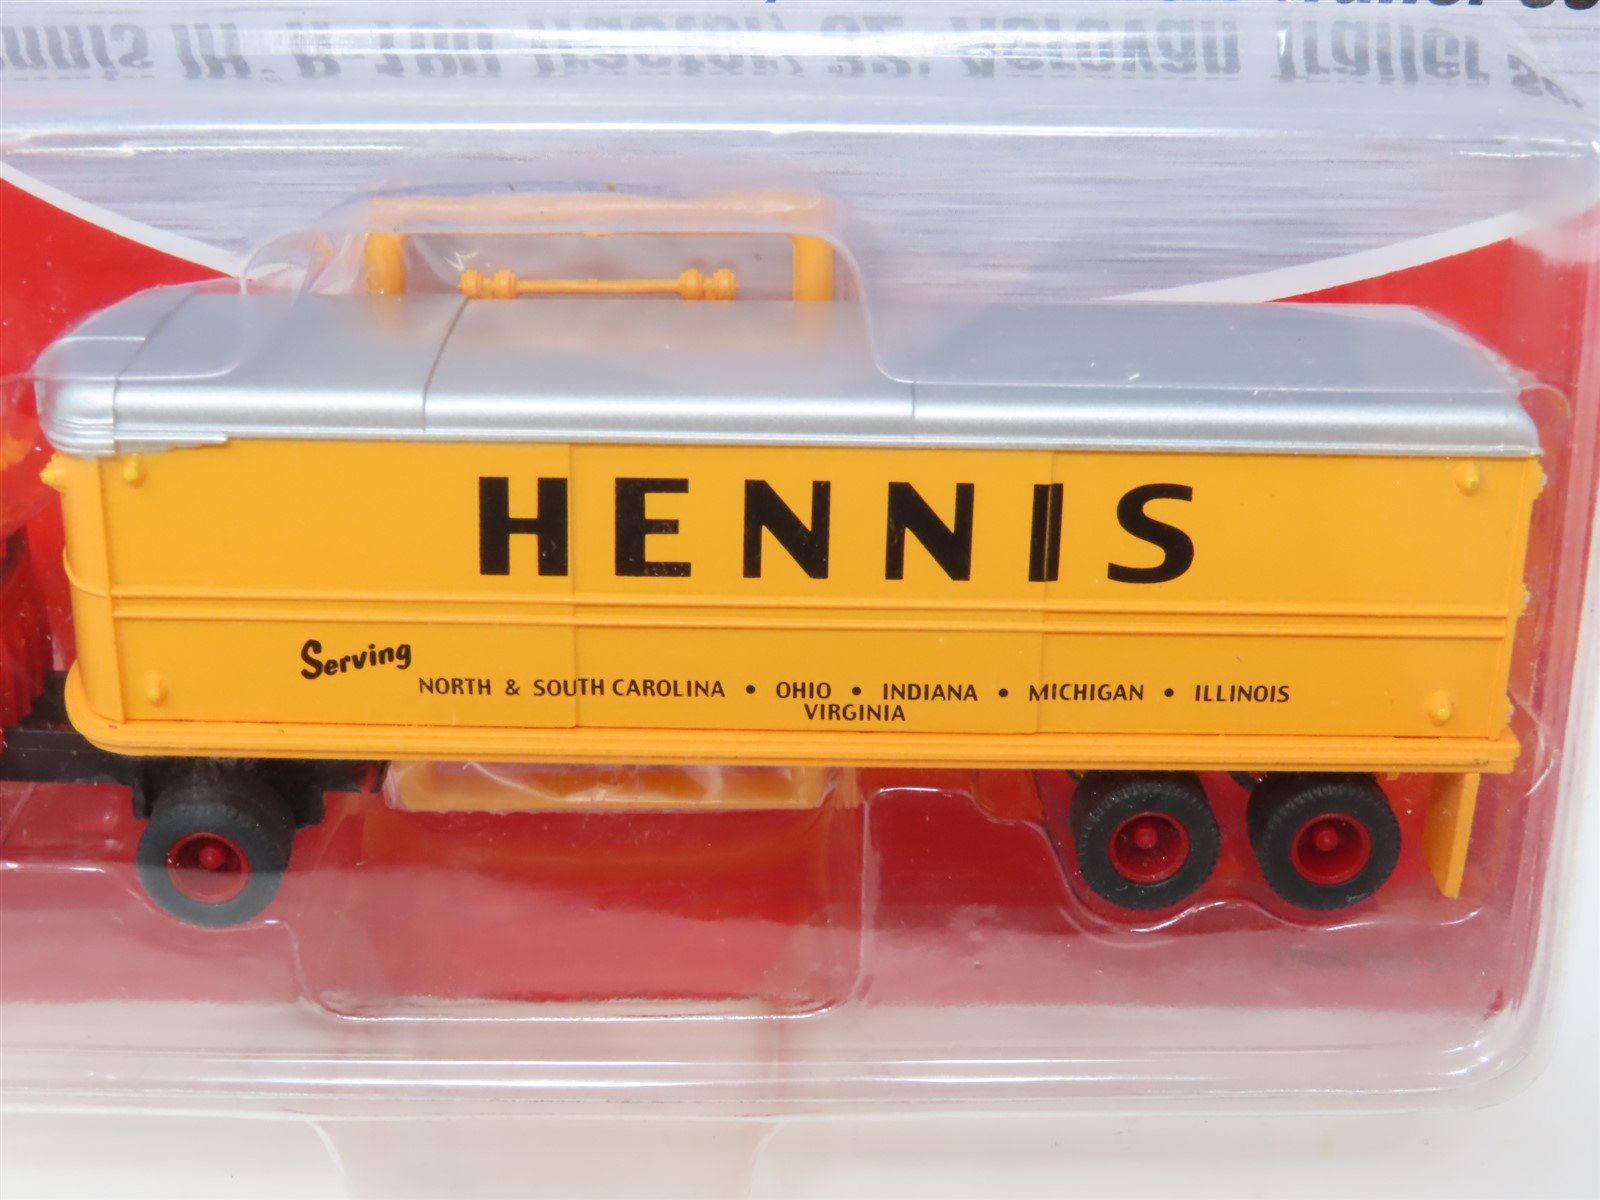 HENNIS
Serving
NORTH & SOUTH CAROLINA • OHIO • INDIANA • MICHIGAN • ILLINOIS
VIRGINIA